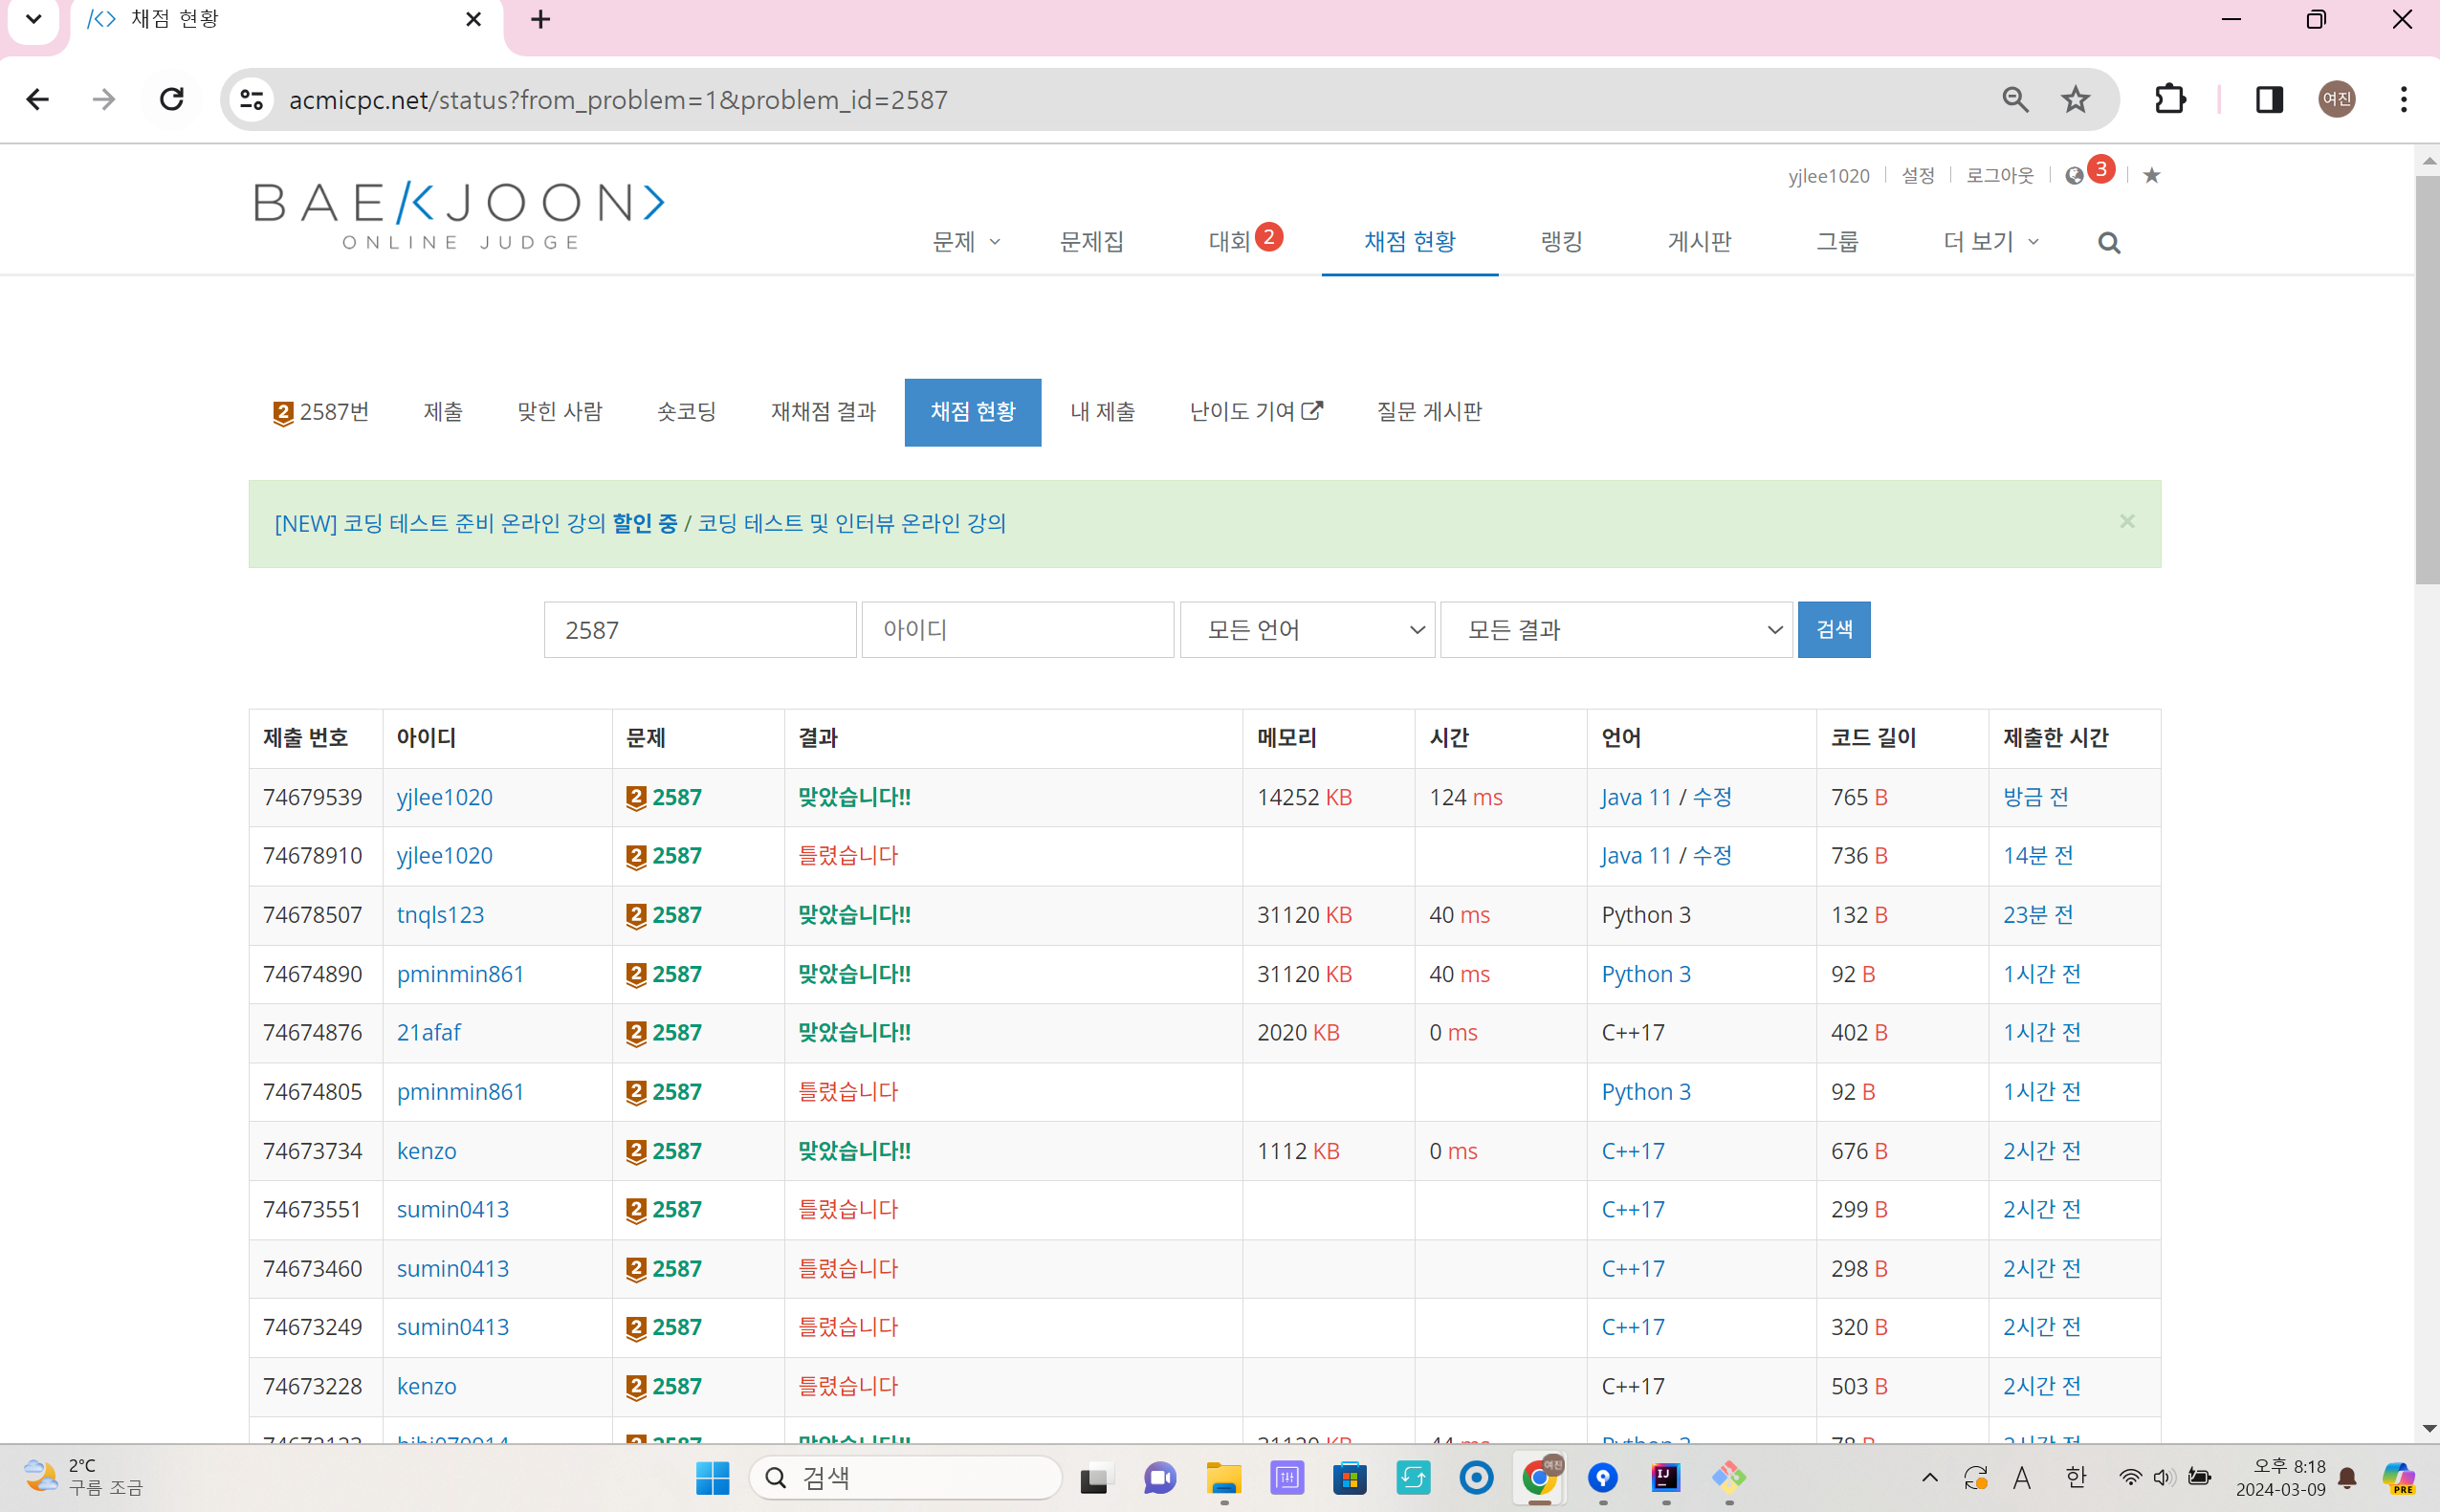 채점 현황
acmicpc.net/status?from_problem=1&problem_id=2587
여진
yjlee1020 설정 로그아웃 3
BAEKJOON>
ONLINE JUDGE
문제 문제집 대회 2 채점 현황 랭킹 게시판 그룹 더 보기
2 2587번 제출 맞힌 사람 숏코딩 재채점 결과 채점 현황 내 제출 난이도 기여 질문 게시판
[NEW] 코딩 테스트 준비 온라인 강의 할인 중 / 코딩 테스트 및 인터뷰 온라인 강의
2587 아이디 모든 언어 모든 결과 검색
제출 번호 아이디 문제 결과 메모리 시간 언어 코드 길이 제출한 시간
74679539 yjlee1020 2 2587 맞았습니다!! 14252 KB 124 ms Java 11 / 수정 765 B 방금 전
74678910 yjlee1020 2 2587 틀렸습니다 Java 11 / 수정 736 B 14분 전
74678507 tnqls123 2 2587 맞았습니다!! 31120 KB 40 ms Python 3 132 B 23분 전
74674890 pminmin861 2 2587 맞았습니다!! 31120 KB 40 ms Python 3 92 B 1시간 전
74674876 21afaf 2 2587 맞았습니다!! 2020 KB 0 ms C++17 402 B 1시간 전
74674805 pminmin861 2 2587 틀렸습니다 Python 3 92 B 1시간 전
74673734 kenzo 2 2587 맞았습니다!! 1112 KB 0 ms C++17 676 B 2시간 전
74673551 sumin0413 2 2587 틀렸습니다 C++17 299 B 2시간 전
74673460 sumin0413 2 2587 틀렸습니다 C++17 298 B 2시간 전
74673249 sumin0413 2 2587 틀렸습니다 C++17 320 B 2시간 전
74673228 kenzo 2 2587 틀렸습니다 C++17 503 B 2시간 전
2587 맞았습니다!! 31120 KB 44 ms Python 3 78 B 2시간 전
2°C
구름 조금
검색
여진
IJ
A 한
오후 8:18
2024-03-09
PRE